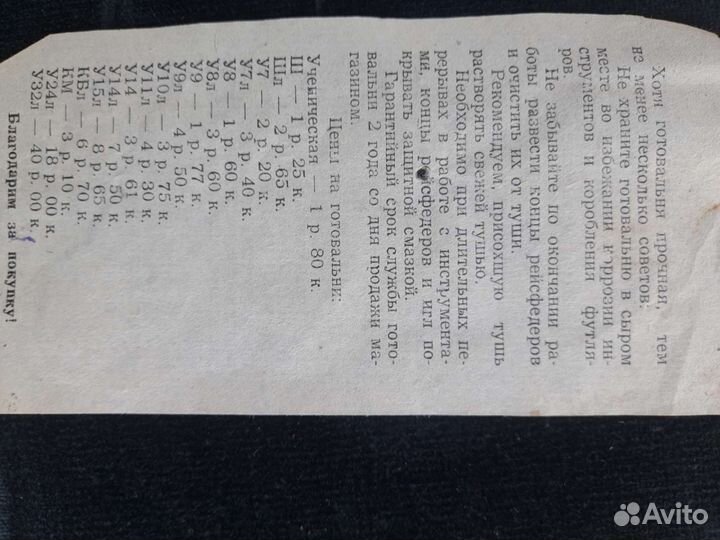 Хотя готовальня прочная, тем
не менее несколько советов:
Не храните готовальню в сыром
месте во избежании коррозии ин-
струментов и коробления футля-
ров.
Не забывайте по окончании ра-
боты развести концы рейсфедеров
и очистить их от туши.
Рекомендуем присохшую тушь
растворять свежей тушью.
Необходимо при длительных пе-
рерывах в работе с инструмента-
ми, концы рейсфедеров и игл по-
крывать защитной смазкой.
Гарантийный срок службы гото-
вальни 2 года со дня продажи ма-
газином.
Цены на готовальни:
Ученическая — 1 р 80 к.
Ш — 1 р. 25 к.
Шл — 2 р. 65 к.
У7 — 2 р. 20 к.
У7л — 3 р. 40 к.
У8 — 1 р. 60 к.
У8л — 3 р. 60 к.
У9 — 1 р. 77 к.
У9л — 4 р. 50 к.
У10л — 3 р. 75 к.
У11л — 4 р. 30 к.
У14 — 3 р. 61 к.
У14л — 7 р. 50 к.
У15л — 8 р. 65 к.
КБл — 6 р. 70 к.
КМ — 3 р. 10 к.
У24л — 18 р. 00 к.
У32л — 40 р. 00 к.
Благодарим за покупку!
Avito